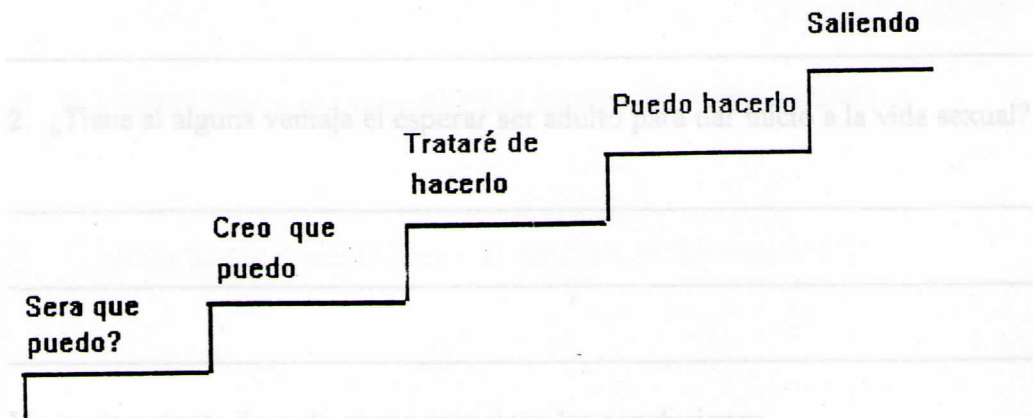 Saliendo
2. ¿Tiene al alguna ventaja el esperar ser adulto para dar inicio a la vida sexual?
Puedo hacerlo
Trataré de
hacerlo
Creo que
puedo
Sera que
puedo?